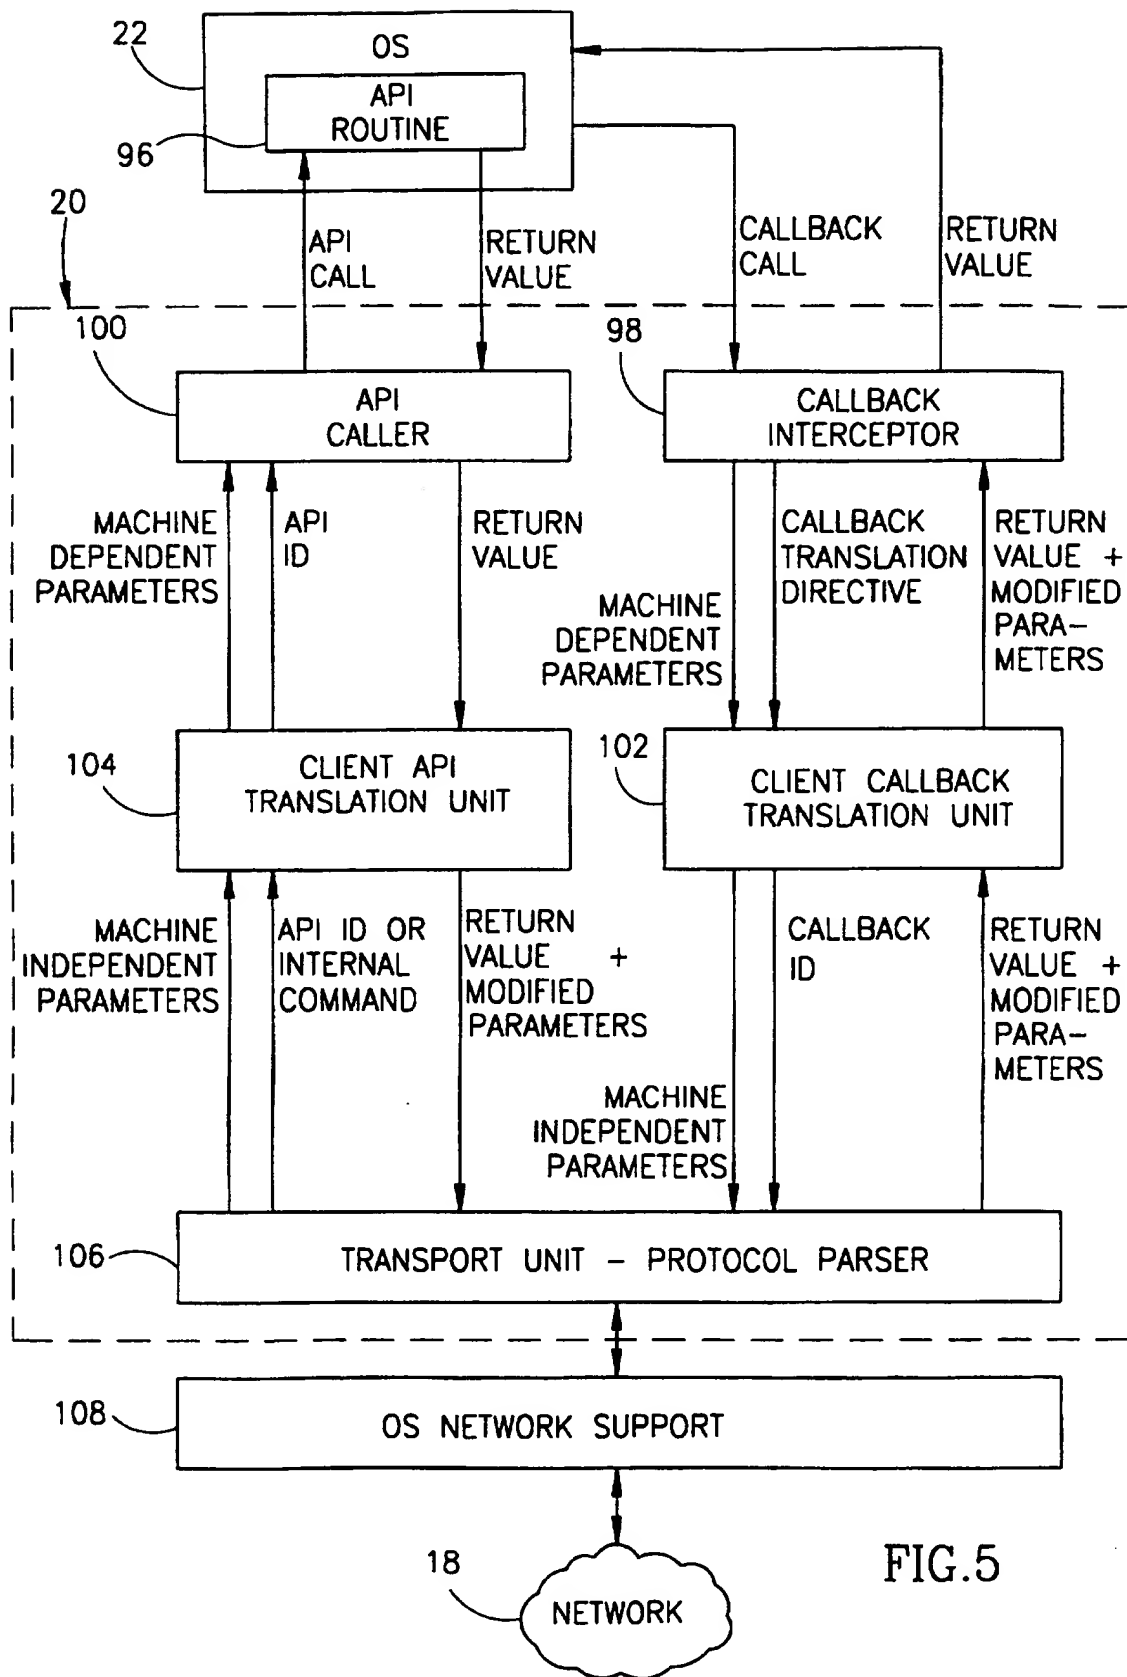 22
OS
API
ROUTINE
96
20
API
CALL
RETURN
VALUE
CALLBACK
CALL
RETURN
VALUE
100
98
API
CALLER
CALLBACK
INTERCEPTOR
MACHINE
DEPENDENT
PARAMETERS
API
ID
RETURN
VALUE
MACHINE
DEPENDENT
PARAMETERS
CALLBACK
TRANSLATION
DIRECTIVE
RETURN
VALUE +
MODIFIED
PARA-
METERS
104
CLIENT API
TRANSLATION UNIT
102
CLIENT CALLBACK
TRANSLATION UNIT
MACHINE
INDEPENDENT
PARAMETERS
API ID OR
INTERNAL
COMMAND
RETURN
VALUE +
MODIFIED
PARAMETERS
MACHINE
INDEPENDENT
PARAMETERS
CALLBACK
ID
RETURN
VALUE +
MODIFIED
PARA-
METERS
106
TRANSPORT UNIT – PROTOCOL PARSER
108
OS NETWORK SUPPORT
18
NETWORK
FIG.5